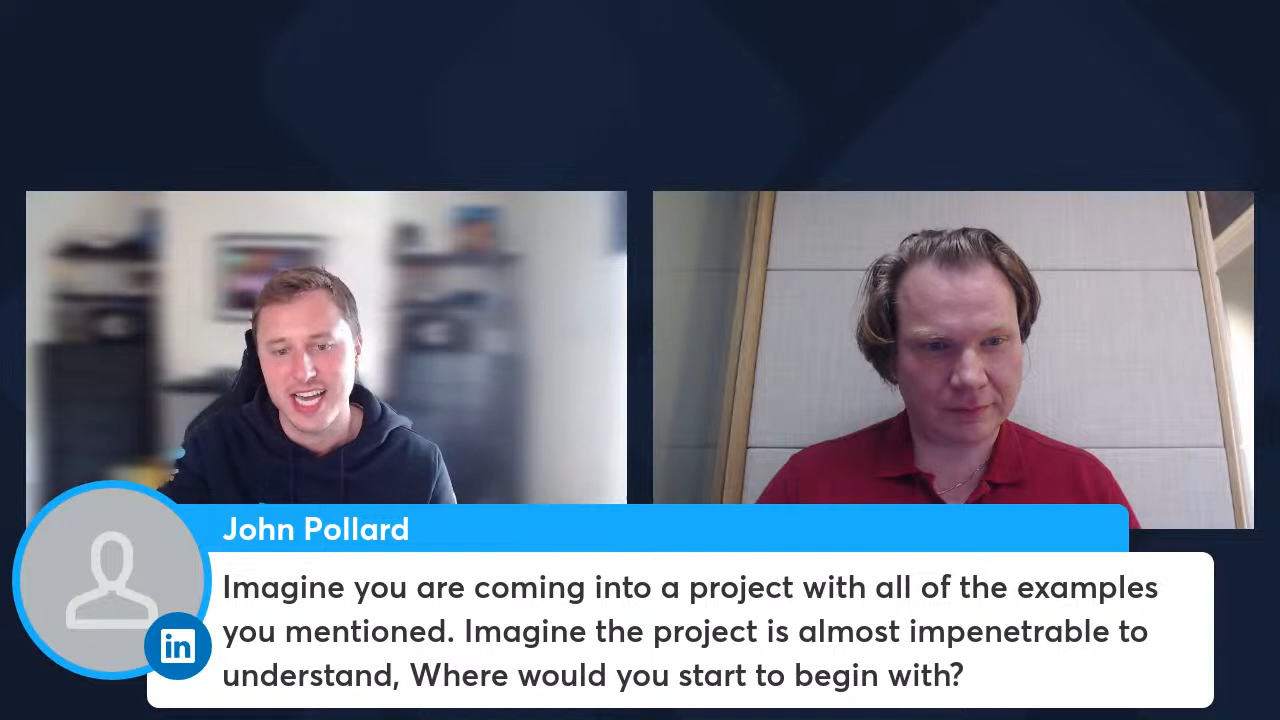 John Pollard
Imagine you are coming into a project with all of the examples
you mentioned. Imagine the project is almost impenetrable to
understand, Where would you start to begin with?
in